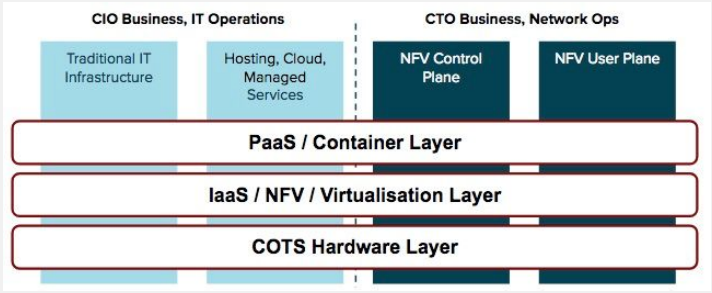 CIO Business, IT Operations
CTO Business, Network Ops
Traditional IT
Infrastructure
Hosting, Cloud,
Managed
Services
NFV Control
Plane
NFV User Plane
PaaS / Container Layer
IaaS / NFV / Virtualisation Layer
COTS Hardware Layer